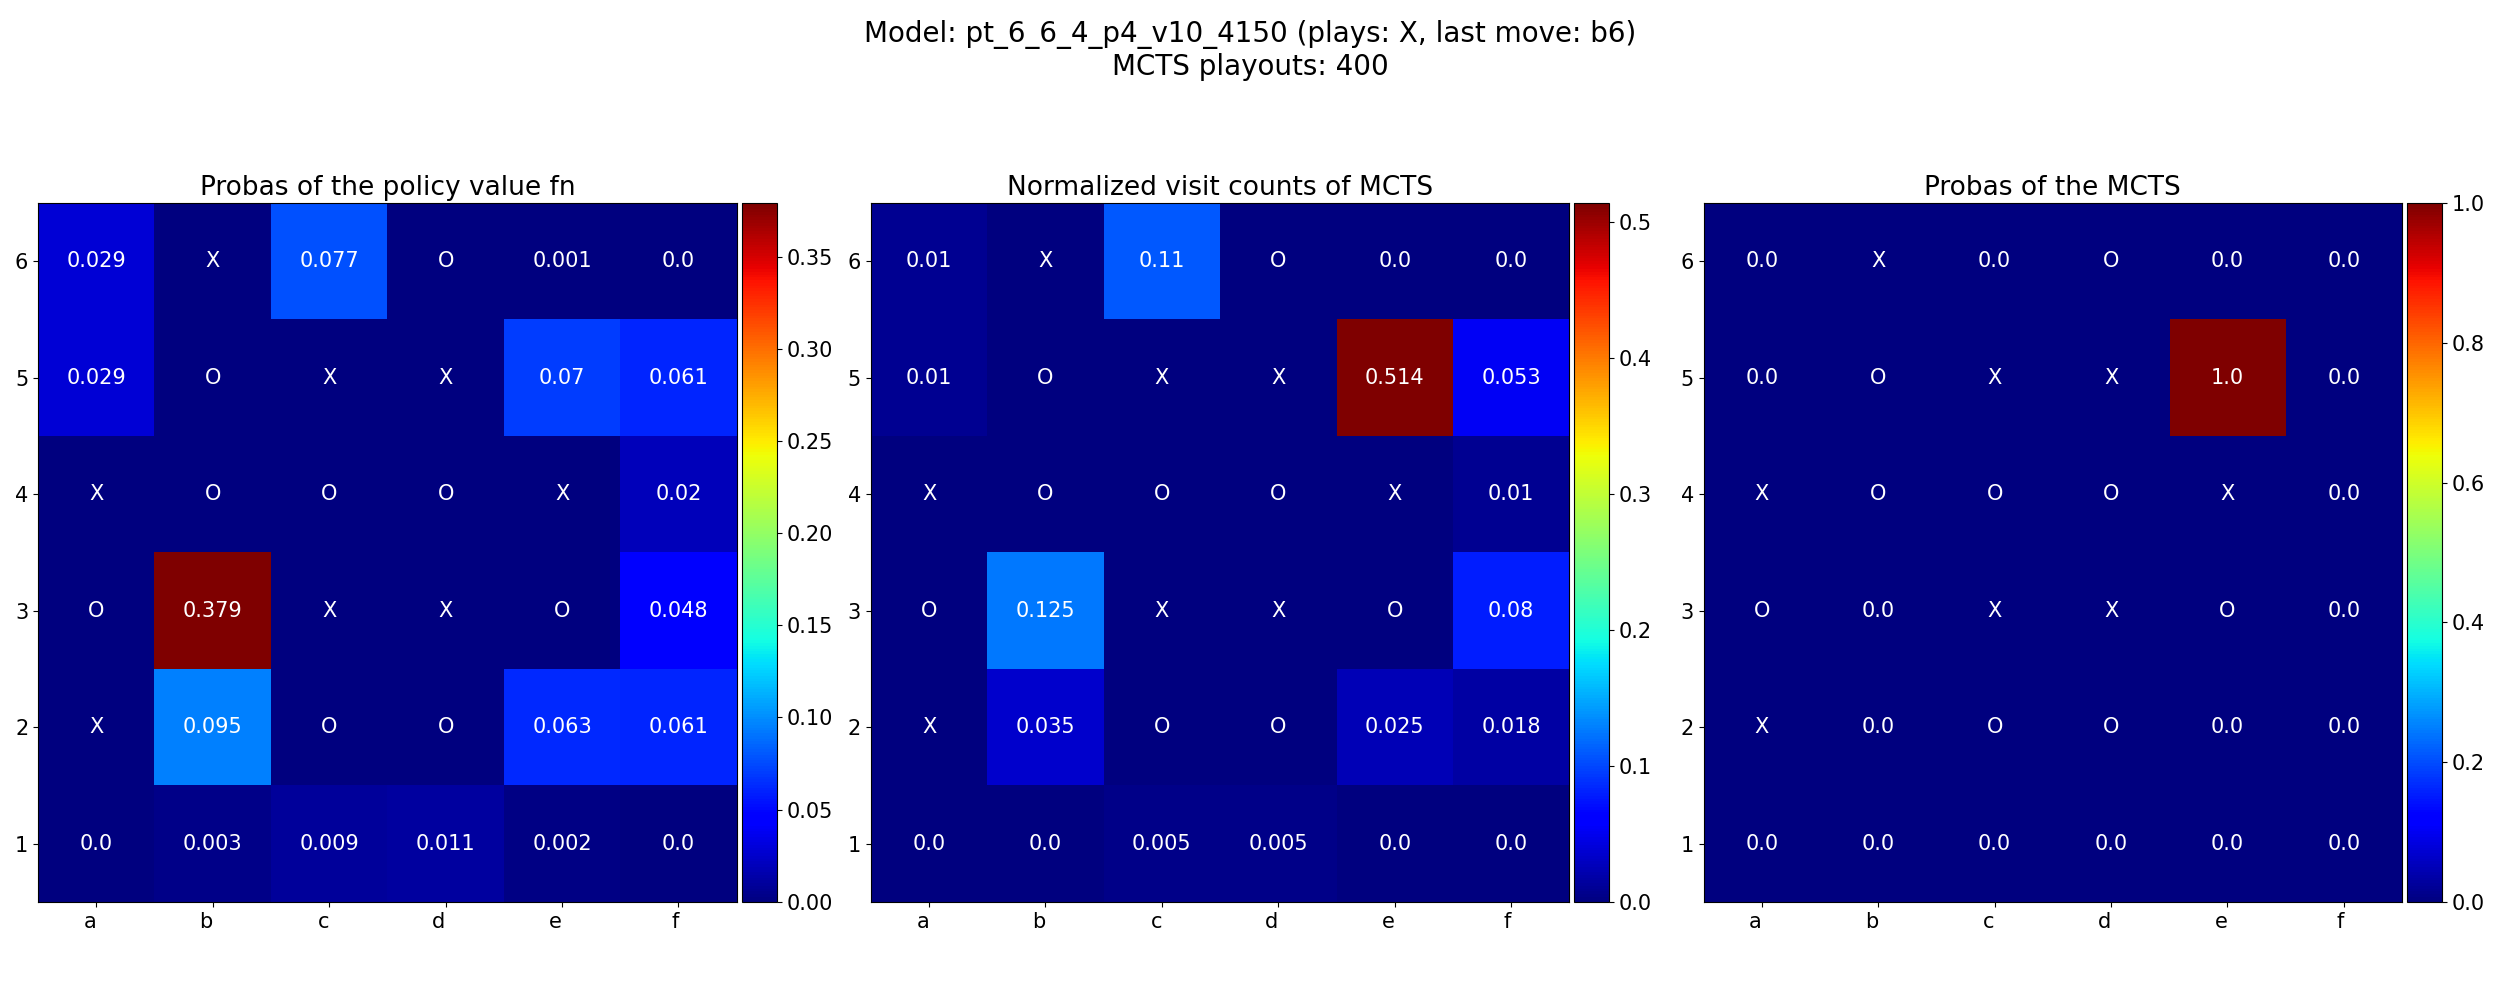 Model: pt_6_6_4_p4_v10_4150 (plays: X, last move: b6)
MCTS playouts: 400
Probas of the policy value fn
6 0.029 X 0.077 O 0.001 0.0
5 0.029 O X X 0.07 0.061
4 X O O O X 0.02
3 O 0.379 X X O 0.048
2 X 0.095 O O 0.063 0.061
1 0.0 0.003 0.009 0.011 0.002 0.0
a b c d e f
0.35
0.30
0.25
0.20
0.15
0.10
0.05
0.00
Normalized visit counts of MCTS
6 0.01 X 0.11 O 0.0 0.0
5 0.01 O X X 0.514 0.053
4 X O O O X 0.01
3 O 0.125 X X O 0.08
2 X 0.035 O O 0.025 0.018
1 0.0 0.0 0.005 0.005 0.0 0.0
a b c d e f
0.5
0.4
0.3
0.2
0.1
0.0
Probas of the MCTS
6 0.0 X 0.0 O 0.0 0.0
5 0.0 O X X 1.0 0.0
4 X O O O X 0.0
3 O 0.0 X X O 0.0
2 X 0.0 O O 0.0 0.0
1 0.0 0.0 0.0 0.0 0.0 0.0
a b c d e f
1.0
0.8
0.6
0.4
0.2
0.0